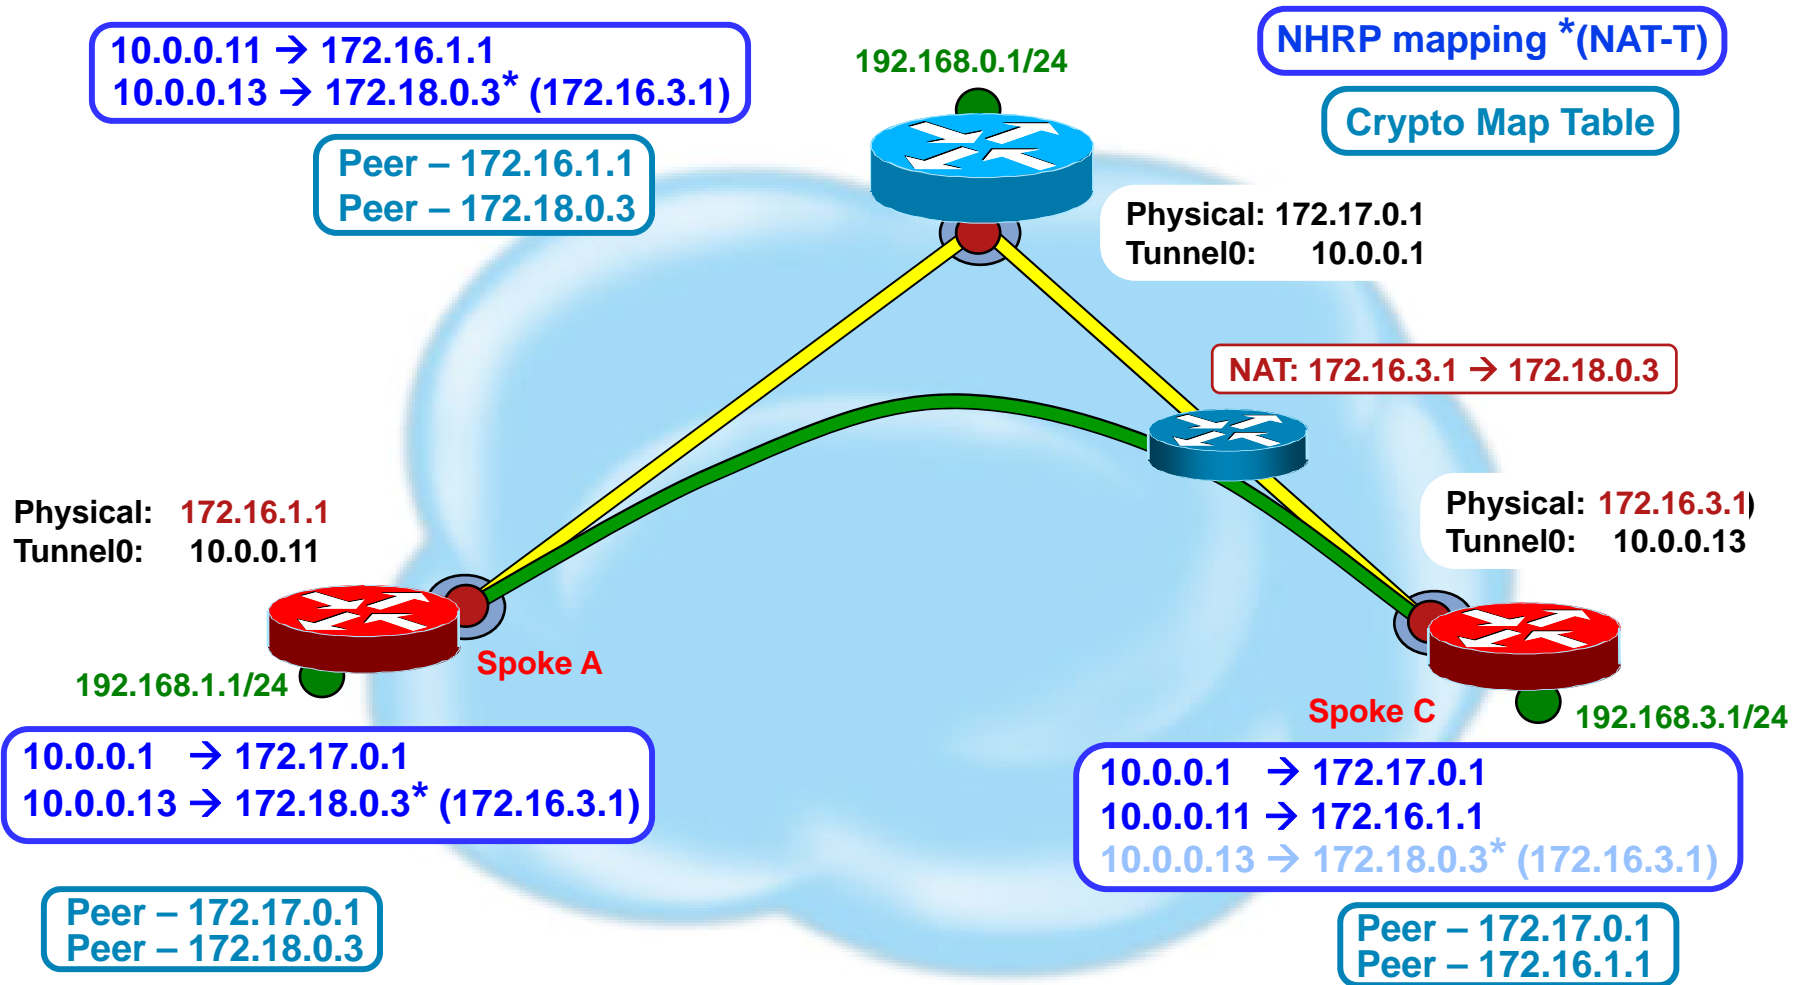 10.0.0.11 → 172.16.1.1
10.0.0.13 → 172.18.0.3* (172.16.3.1)
Peer – 172.16.1.1
Peer – 172.18.0.3
192.168.0.1/24
NHRP mapping *(NAT-T)
Crypto Map Table
Physical: 172.17.0.1
Tunnel0: 10.0.0.1
NAT: 172.16.3.1 → 172.18.0.3
Physical: 172.16.1.1
Tunnel0: 10.0.0.11
Physical: 172.16.3.1)
Tunnel0: 10.0.0.13
Spoke A
192.168.1.1/24
Spoke C
192.168.3.1/24
10.0.0.1 → 172.17.0.1
10.0.0.13 → 172.18.0.3* (172.16.3.1)
Peer – 172.17.0.1
Peer – 172.18.0.3
10.0.0.1 → 172.17.0.1
10.0.0.11 → 172.16.1.1
10.0.0.13 → 172.18.0.3* (172.16.3.1)
Peer – 172.17.0.1
Peer – 172.16.1.1